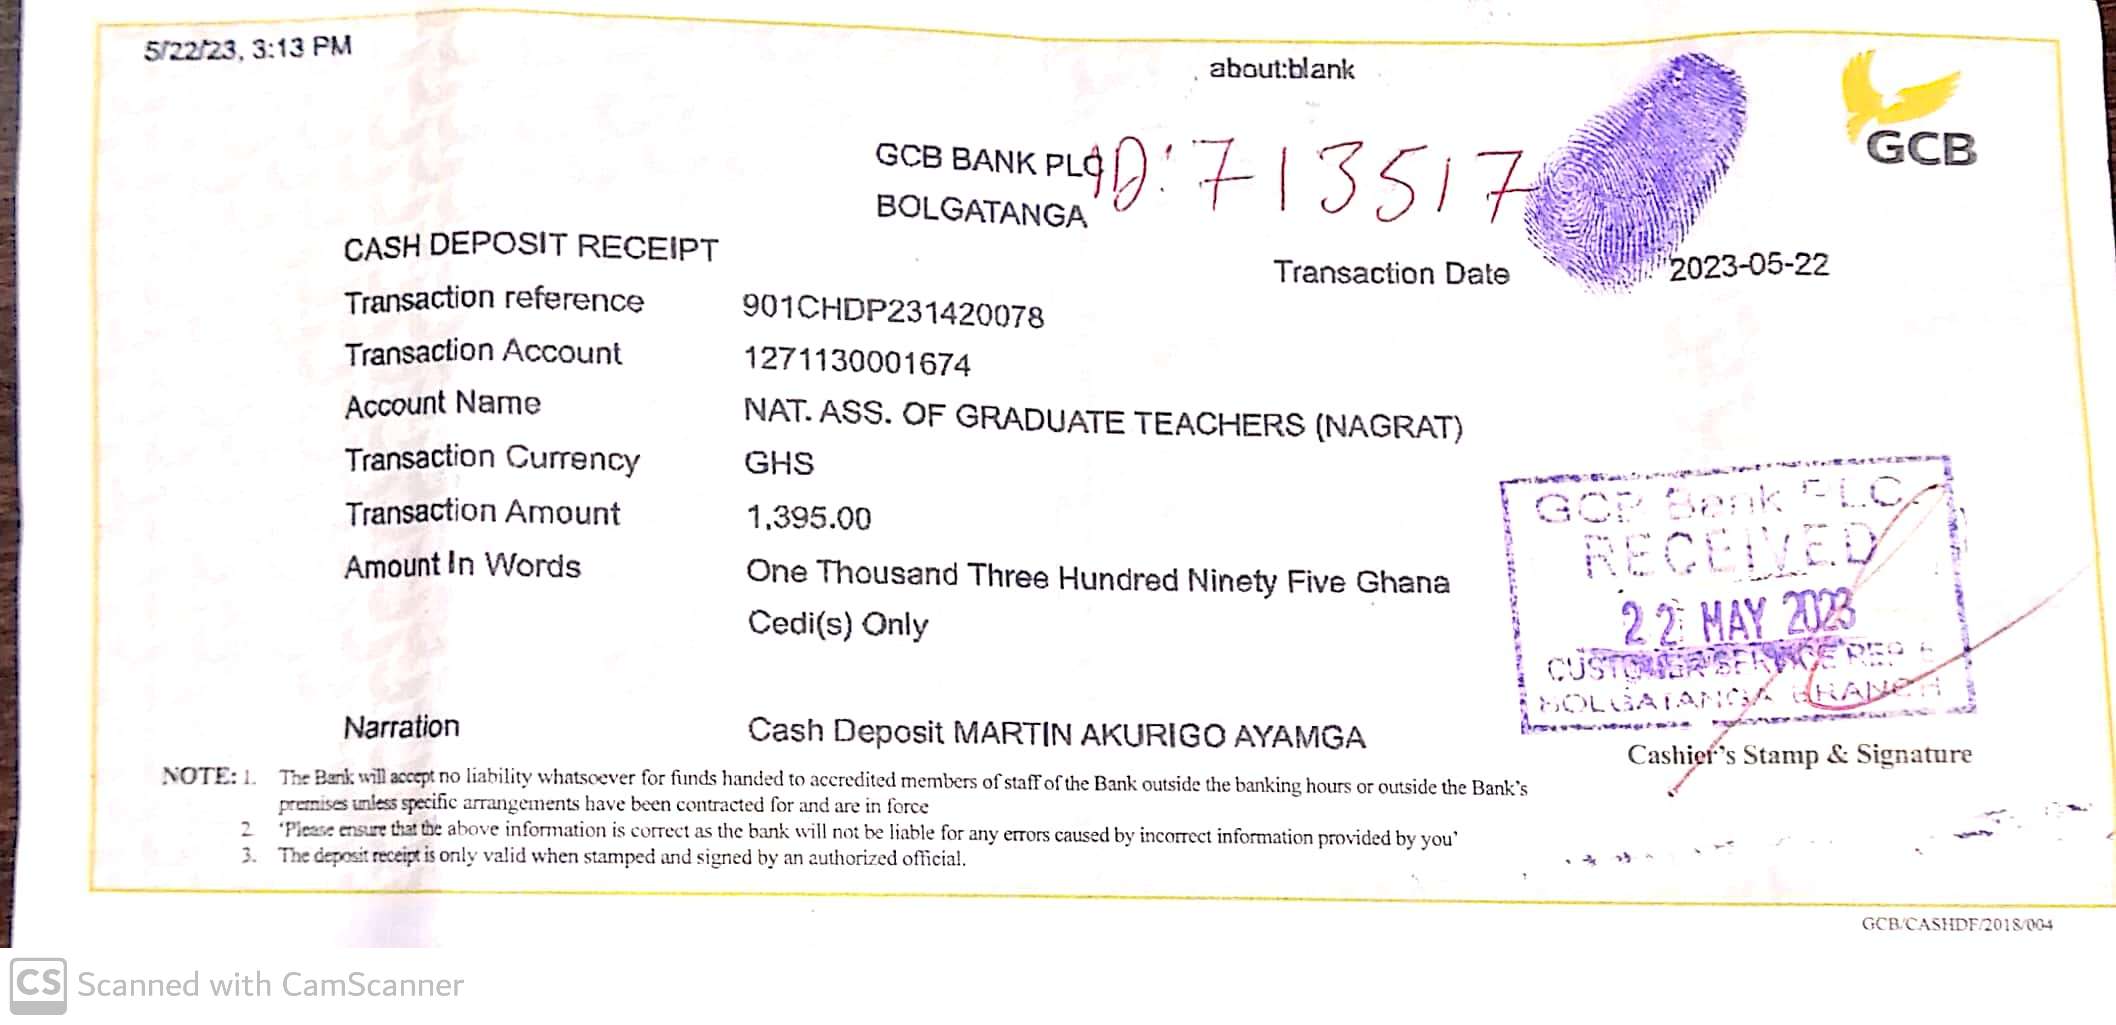 5/22/23, 3:13 PM
about:blank
GCB
GCB BANK PLC
ID: 713517
BOLGATANGA
CASH DEPOSIT RECEIPT
Transaction Date 2023-05-22
Transaction reference 901CHDP231420078
Transaction Account 1271130001674
Account Name NAT. ASS. OF GRADUATE TEACHERS (NAGRAT)
Transaction Currency GHS
Transaction Amount 1,395.00
Amount In Words One Thousand Three Hundred Ninety Five Ghana
Cedi(s) Only
GCB Bank PLC
RECEIVED
22 MAY 2023
CUSTOMER SERVICE REP
BOLGATANGA BRANCH
Narration Cash Deposit MARTIN AKURIGO AYAMGA
Cashier's Stamp & Signature
NOTE: 1. The Bank will accept no liability whatsoever for funds handed to accredited members of staff of the Bank outside the banking hours or outside the Bank's
premises unless specific arrangements have been contracted for and are in force
2 'Please ensure that the above information is correct as the bank will not be liable for any errors caused by incorrect information provided by you'
3. The deposit receipt is only valid when stamped and signed by an authorized official.
GCB/CASHDF/2018/004
CS Scanned with CamScanner